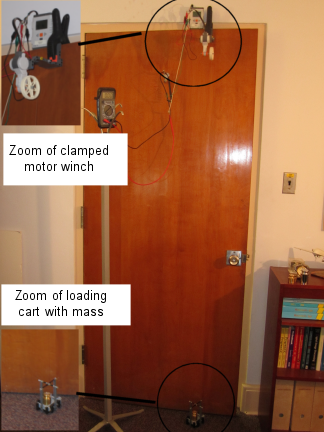 Zoom of clamped
motor winch
Zoom of loading
cart with mass